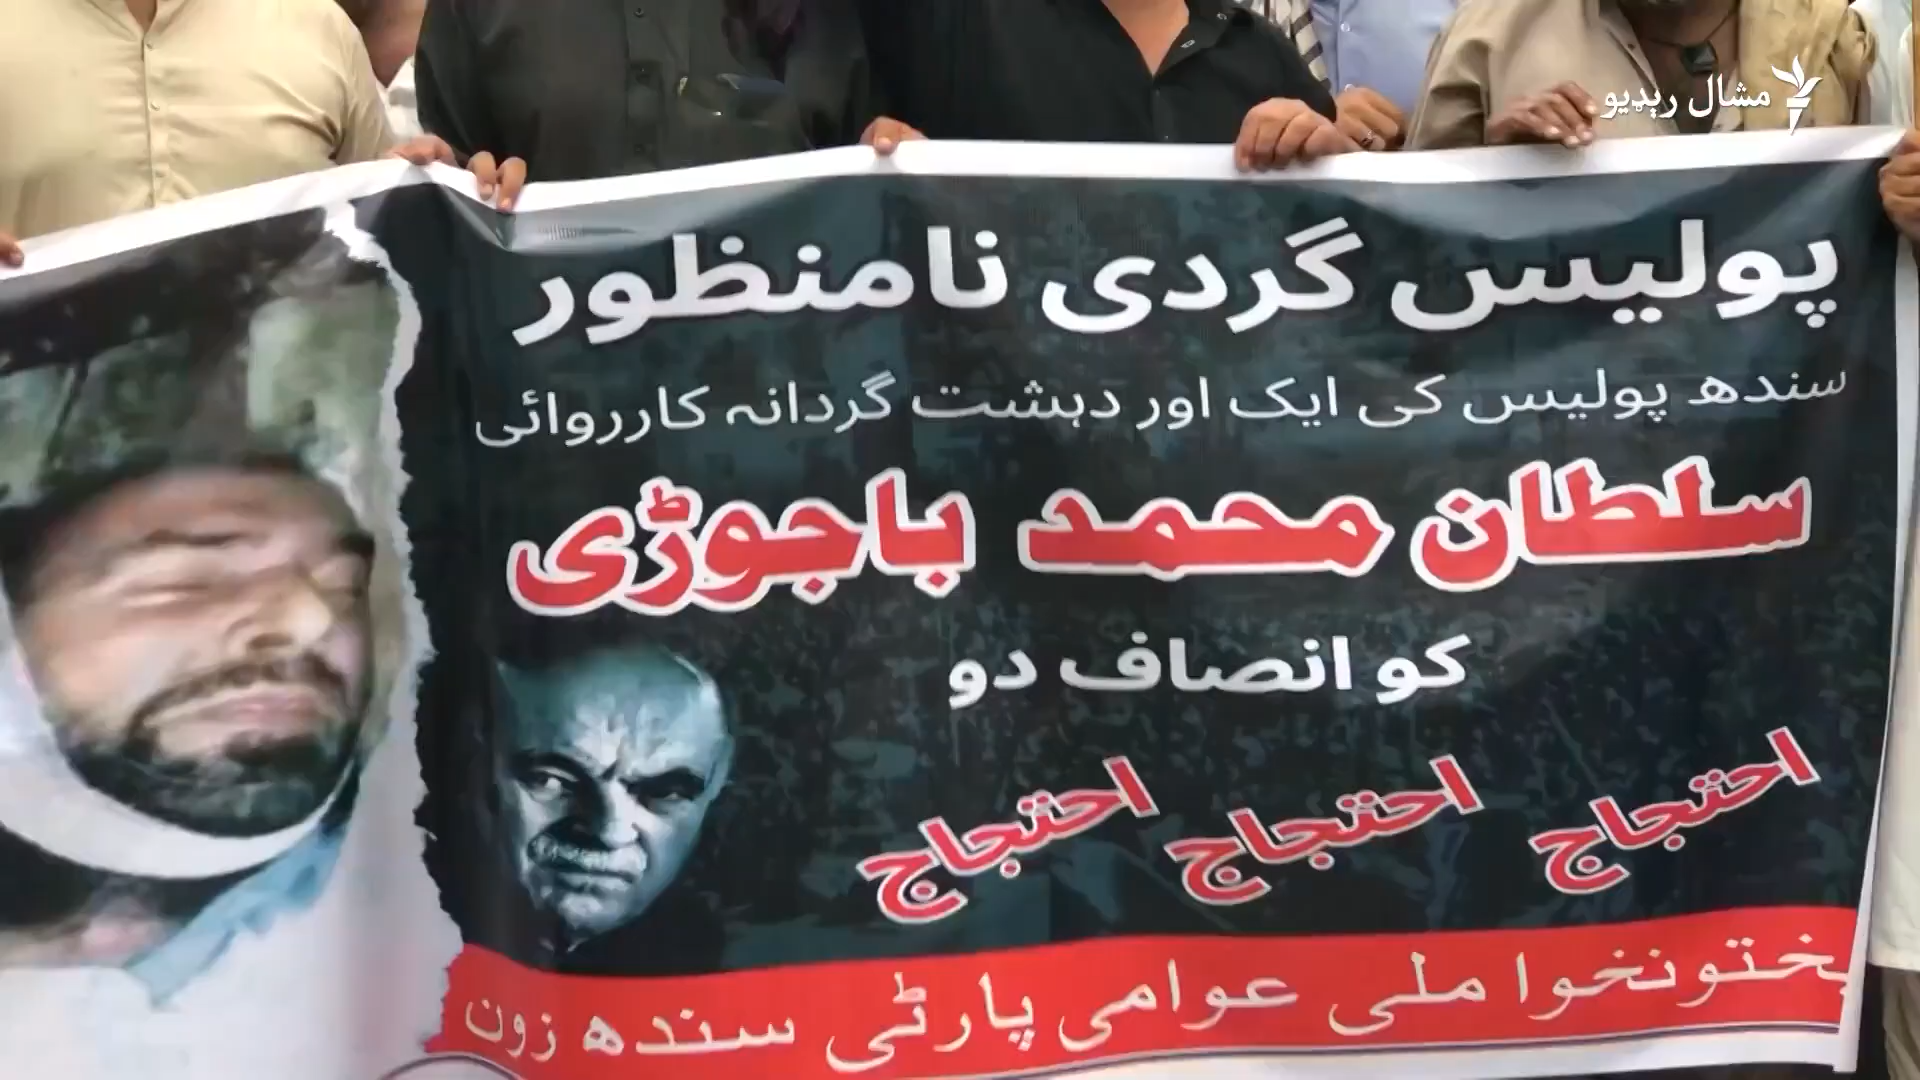 مشال رېډیو
پولیس گردی نامنظور
سندھ پولیس کی ایک اور دہشت گردانہ کارروائی
سلطان محمد باجوڑی
کو انصاف دو
احتجاج احتجاج احتجاج
پختونخوا ملی عوامی پارٹی سندھ زون